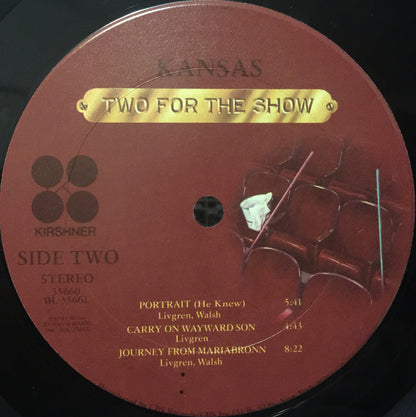 KANSAS
TWO FOR THE SHOW
KIRSHNER
SIDE TWO
STEREO
35660
BL 35661
PORTRAIT (He Knew) 5:41
Livgren, Walsh
CARRY ON WAYWARD SON 4:43
Livgren
JOURNEY FROM MARIABRONN 8:22
Livgren, Walsh